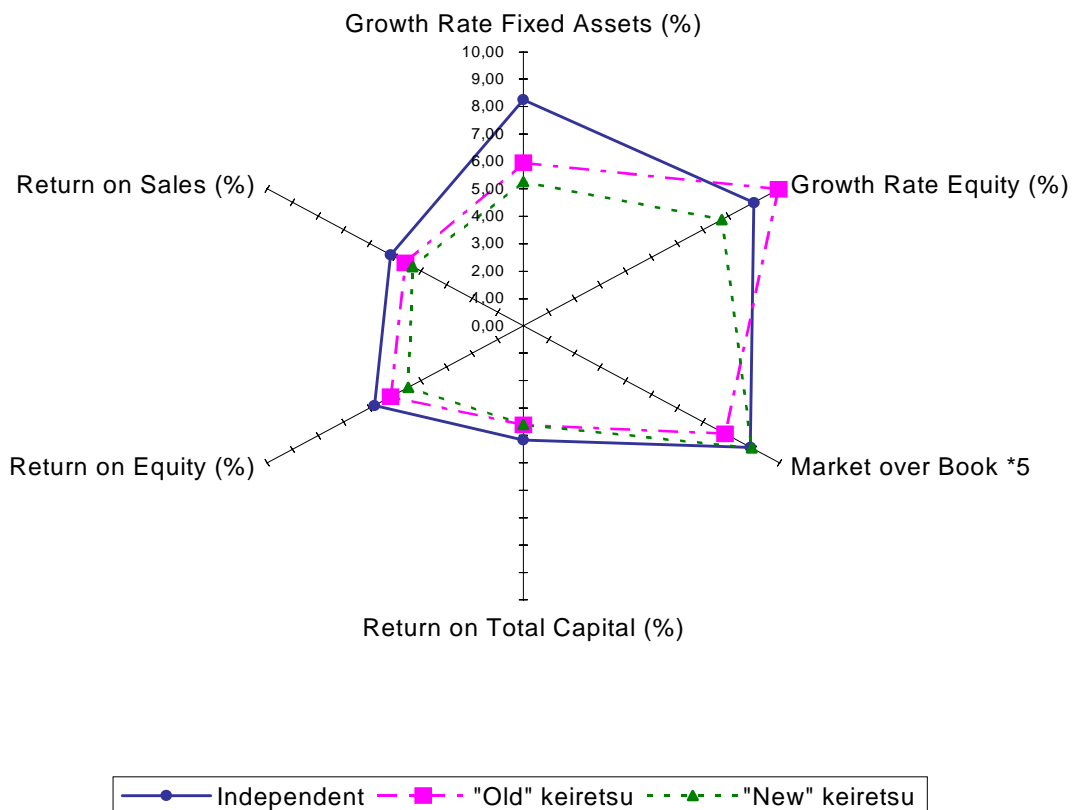 Growth Rate Fixed Assets (%)
10,00
9,00
8,00
7,00
6,00
5,00
4,00
3,00
2,00
1,00
0,00
Return on Sales (%)
Growth Rate Equity (%)
Return on Equity (%)
Market over Book *5
Return on Total Capital (%)
Independent
"Old" keiretsu
"New" keiretsu